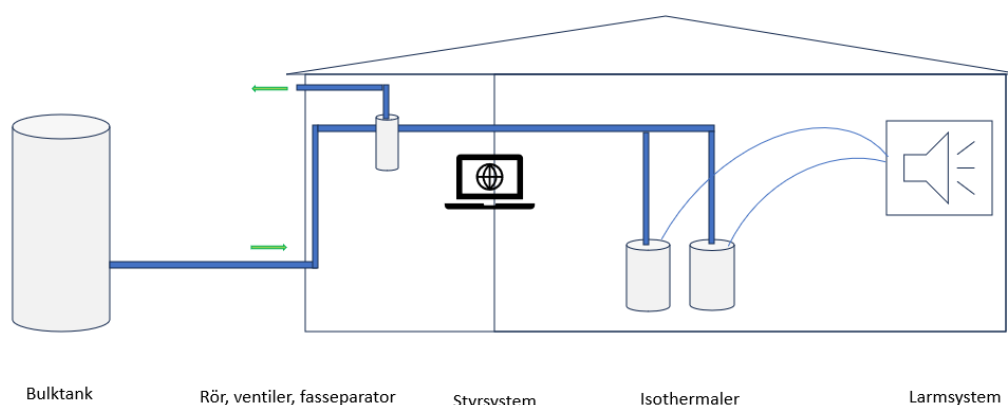 Bulktank
Rör, ventiler, fasseparator
Styrsystem
Isothermaler
Larmsystem